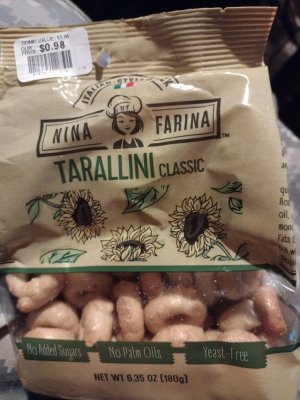 $0.98
ITALIAN STYLE
N.F.
NINA FARINA
TARALLINI CLASSIC
No Added Sugars No Palm Oils Yeast-Free
NET WT 6.35 OZ (180g)